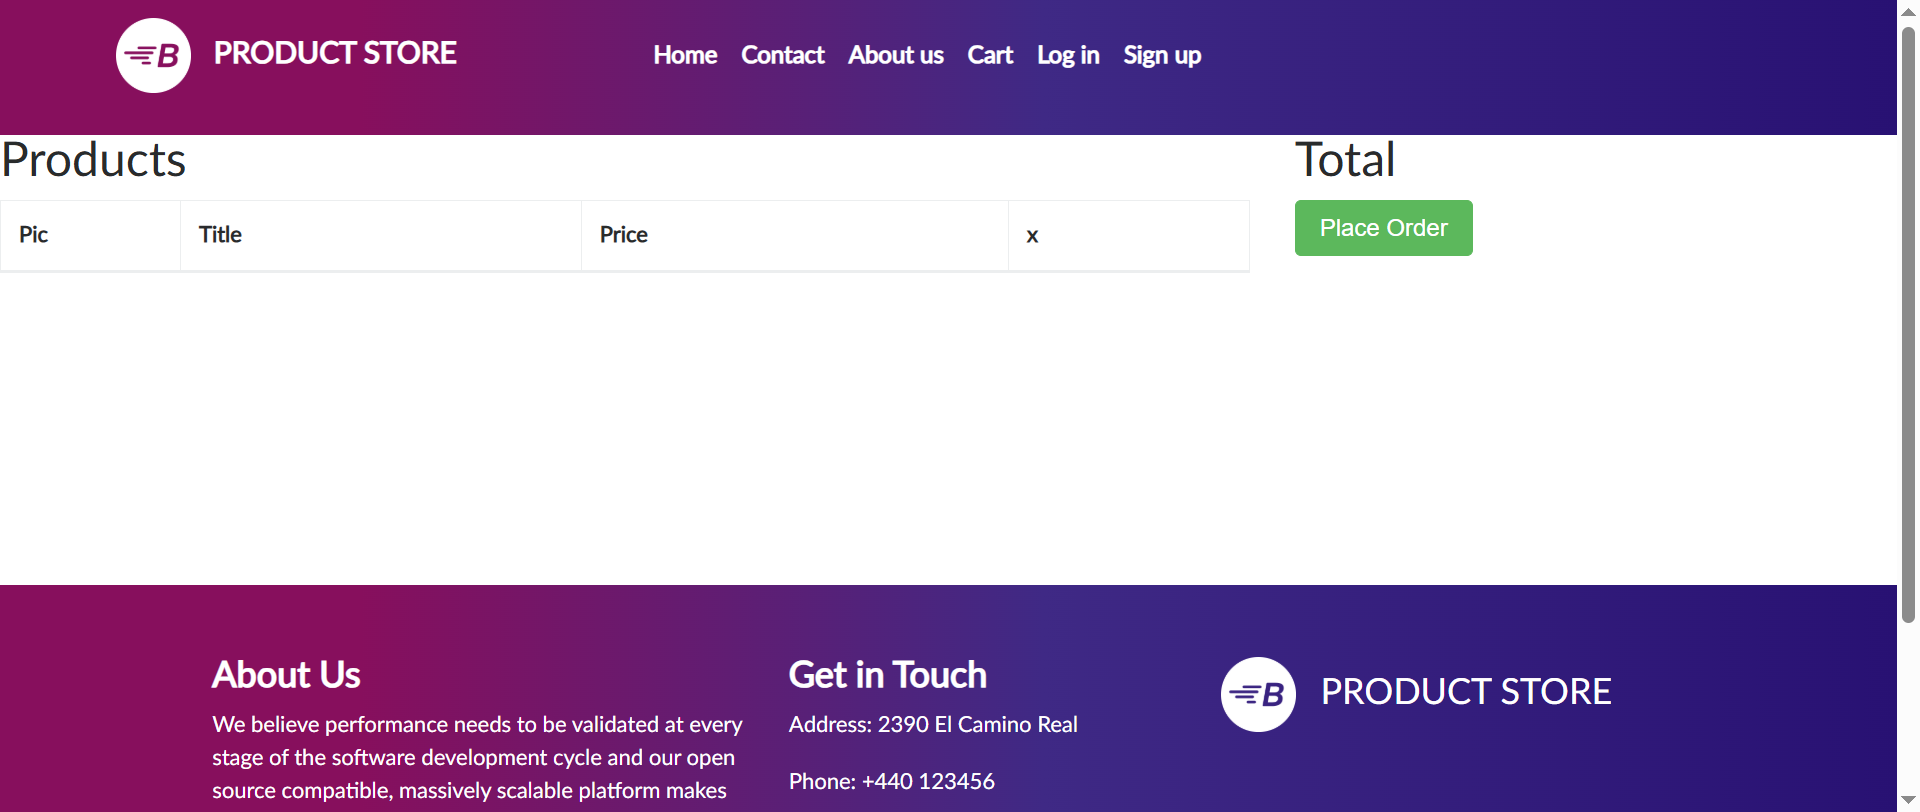 B PRODUCT STORE
Home Contact About us Cart Log in Sign up
Products
Total
Pic Title Price x
Place Order
About Us
We believe performance needs to be validated at every
stage of the software development cycle and our open
source compatible, massively scalable platform makes
Get in Touch
Address: 2390 El Camino Real
Phone: +440 123456
B PRODUCT STORE